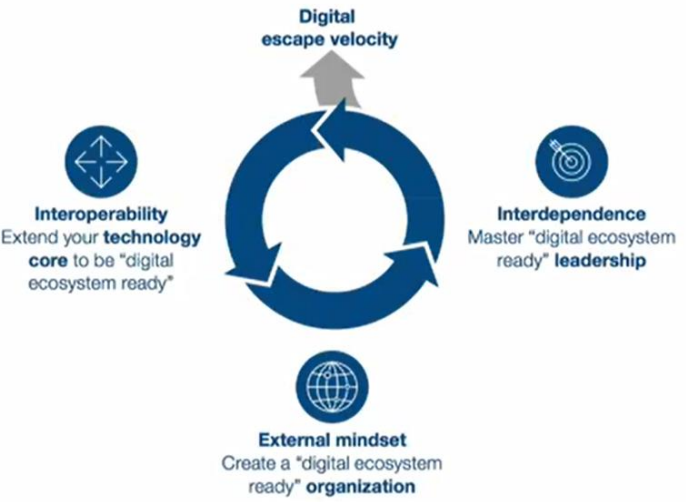 Digital
escape velocity
Interoperability
Extend your technology
core to be "digital
ecosystem ready"
Interdependence
Master "digital ecosystem
ready" leadership
External mindset
Create a "digital ecosystem
ready" organization